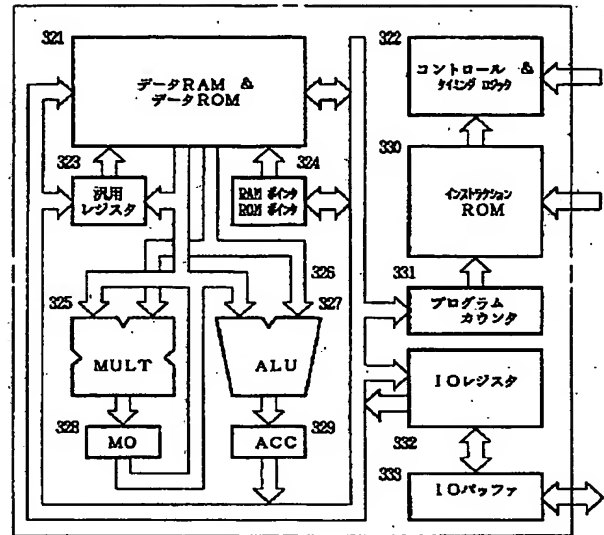 321
データRAM &
データROM
322
コントロール &
タイミング ロジック
323
汎用
レジスタ
324
RAM ポインタ
ROM ポインタ
330
インストラクション
ROM
331
プログラム
カウンタ
325
MULT
326
327
ALU
IOレジスタ
328
MO
329
ACC
332
333
IOバッファ